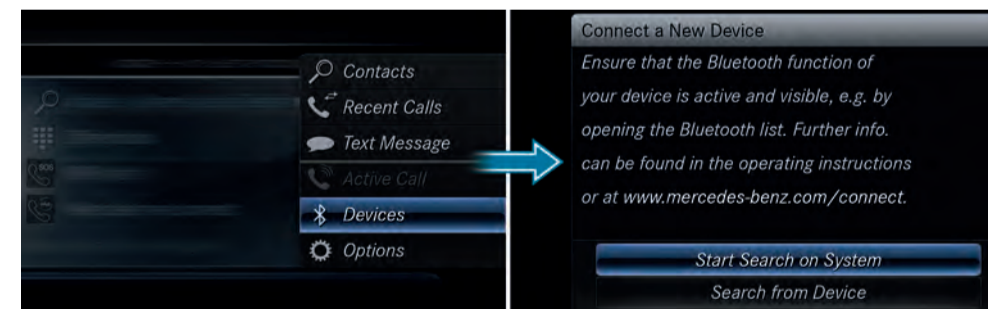 Contacts
Recent Calls
Text Message
Active Call
Devices
Options
SOS
Connect a New Device
Ensure that the Bluetooth function of
your device is active and visible, e.g. by
opening the Bluetooth list. Further info.
can be found in the operating instructions
or at www.mercedes-benz.com/connect.
Start Search on System
Search from Device